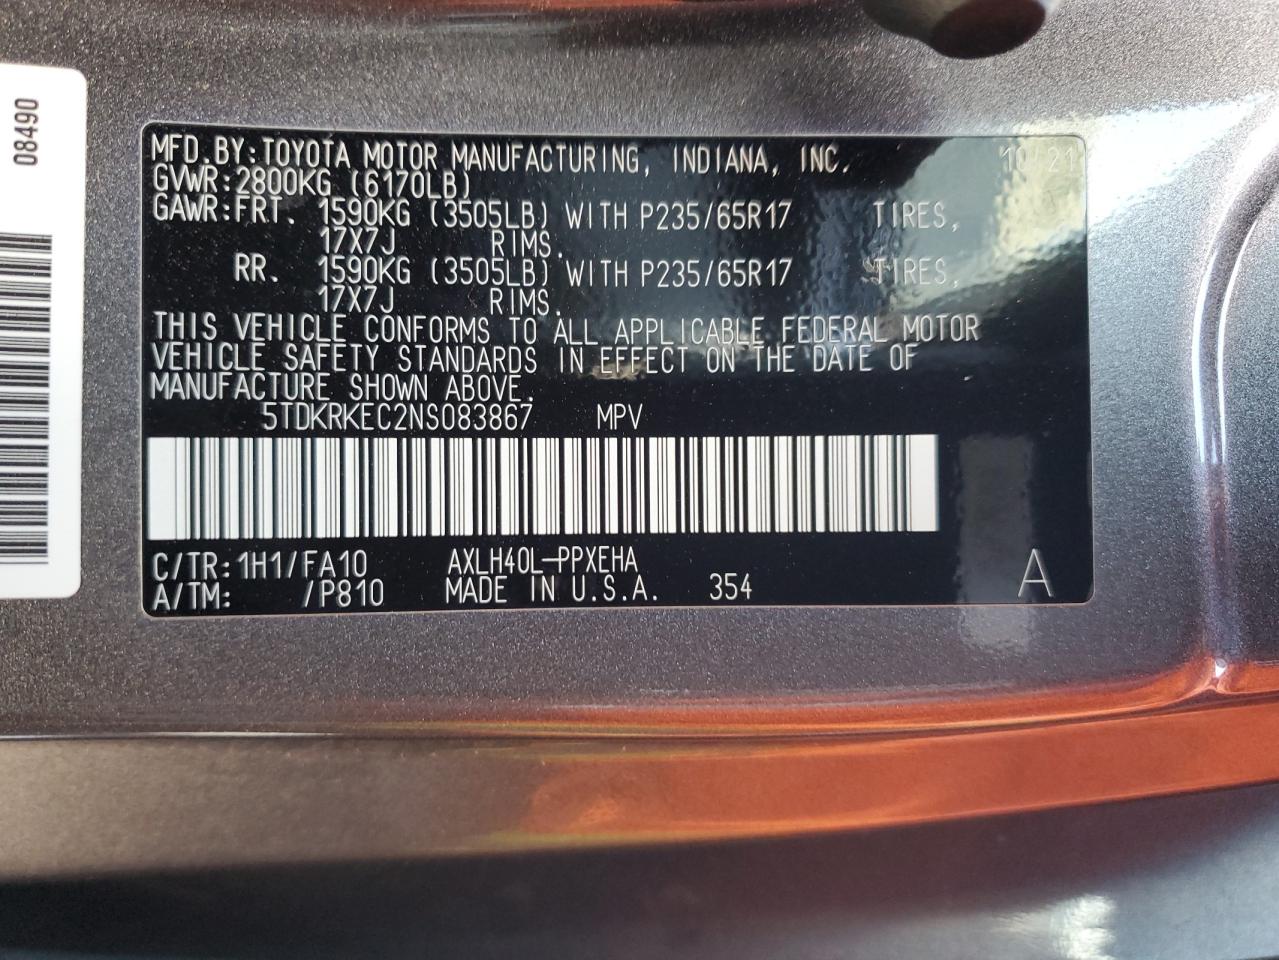 08490
MFD.BY:TOYOTA MOTOR MANUFACTURING, INDIANA, INC. 10/21
GVWR:2800KG (6170LB)
GAWR:FRT. 1590KG (3505LB) WITH P235/65R17 TIRES,
17X7J RIMS.
RR. 1590KG (3505LB) WITH P235/65R17 TIRES,
17X7J RIMS.
THIS VEHICLE CONFORMS TO ALL APPLICABLE FEDERAL MOTOR
VEHICLE SAFETY STANDARDS IN EFFECT ON THE DATE OF
MANUFACTURE SHOWN ABOVE.
5TDKRKEC2NS083867 MPV
C/TR:1H1/FA10 AXLH40L-PPXEHA
A/TM: /P810 MADE IN U.S.A. 354 A